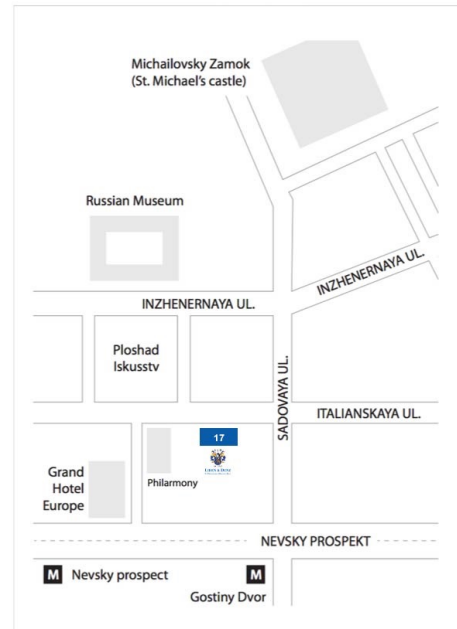 Michailovsky Zamok
(St. Michael's castle)
Russian Museum
INZHENERNAYA UL.
INZHENERNAYA UL.
Ploshad
Iskusstv
SADOVAYA UL.
ITALIANSKAYA UL.
17
Grand
Hotel
Europe
Philarmony
NEVSKY PROSPEKT
M Nevsky prospect
M
Gostiny Dvor